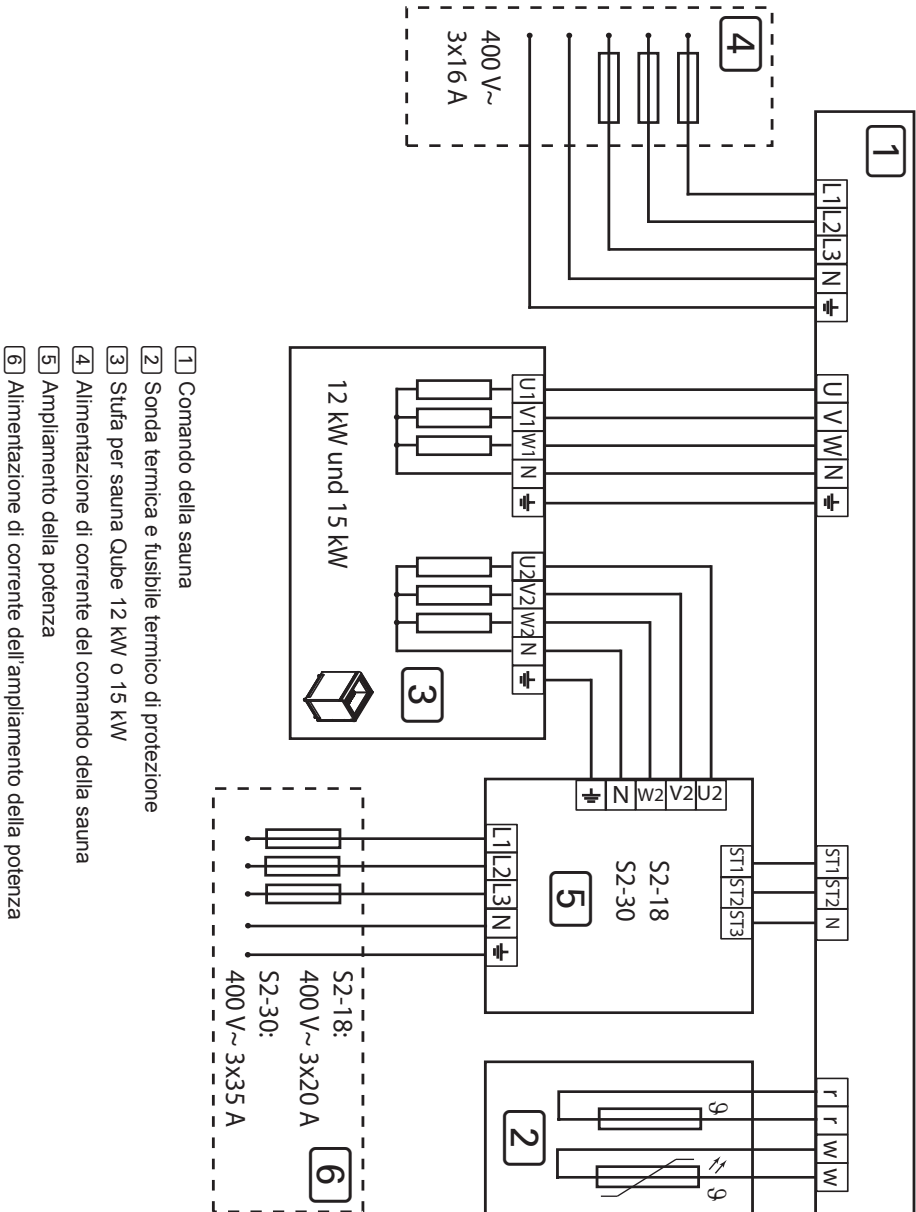 1
L1 L2 L3 N
U V W N
ST1 ST2 N
r r w w
4
400 V~
3x16 A
U1 V1 W1 N
U2 V2 W2 N
12 kW und 15 kW
3
U2 V2 W2 N
ST1 ST2 ST3
S2-18
S2-30
5
L1 L2 L3 N
ϑ
ϑ
2
S2-18:
400 V~ 3x20 A
S2-30:
400 V~ 3x35 A
6
1 Comando della sauna
2 Sonda termica e fusibile termico di protezione
3 Stufa per sauna Qube 12 kW o 15 kW
4 Alimentazione di corrente del comando della sauna
5 Ampliamento della potenza
6 Alimentazione di corrente dell'ampliamento della potenza